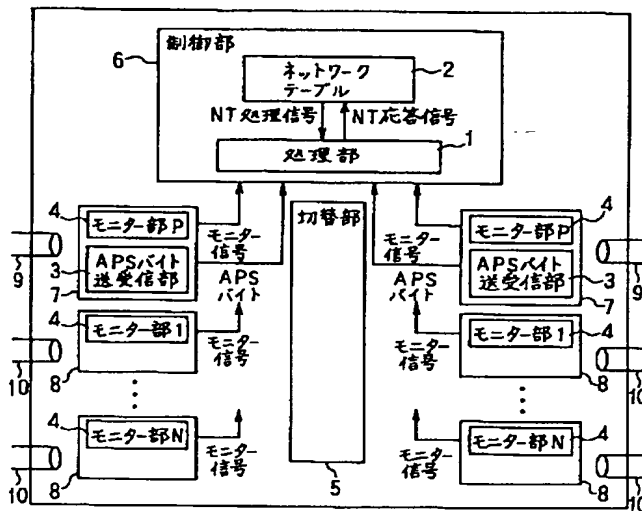 制御部
6
ネットワーク
テーブル
2
NT処理信号
NT応答信号
処理部
1
4
モニター部P
モニター
信号
3
APSバイト
送受信部
7
9
APS
バイト
4
モニター部1
モニター
信号
8
10
4
モニター部N
モニター
信号
8
10
切替部
5
4
モニター部P
モニター
信号
APSバイト
送受信部
3
7
9
APS
バイト
モニター部1
4
モニター
信号
8
10
モニター部N
4
モニター
信号
8
10